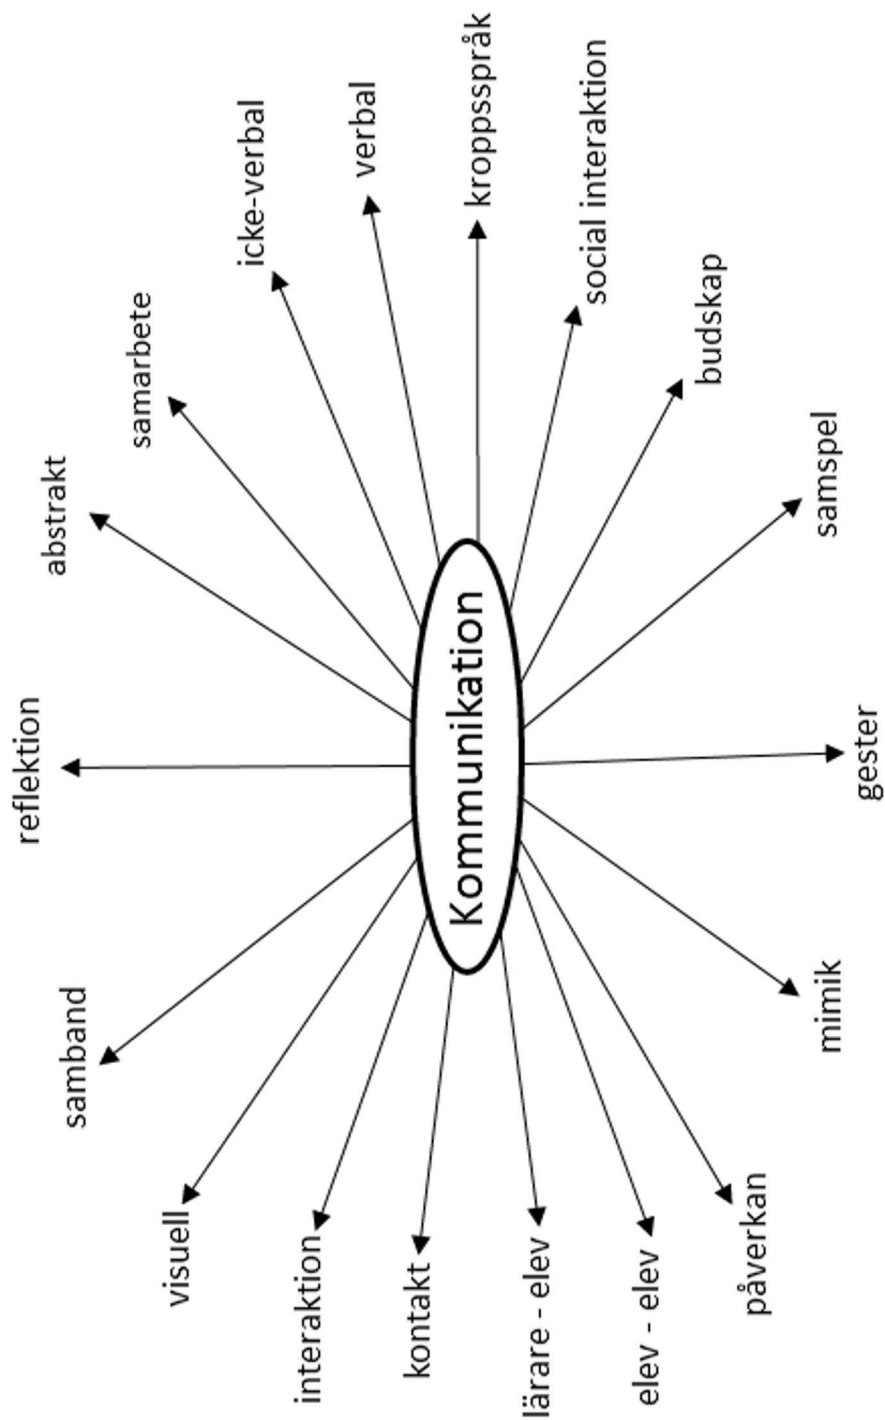 reflektion
abstrakt
samband
samarbete
visuell
icke-verbal
interaktion
verbal
kontakt
Kommunikation
kroppsspråk
lärare - elev
social interaktion
elev - elev
budskap
påverkan
samspel
mimik
gester